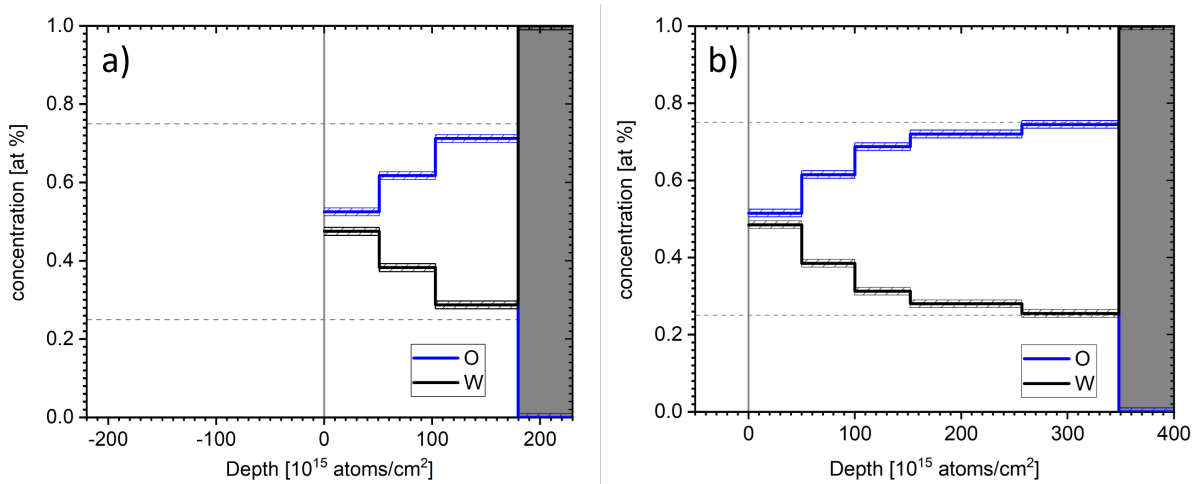 a)
1.0
0.8
0.6
0.4
0.2
0.0
concentration [at %]
-200 -100 0 100 200
Depth [10¹⁵ atoms/cm²]
O
W
b)
1.0
0.8
0.6
0.4
0.2
0.0
concentration [at %]
0 100 200 300 400
Depth [10¹⁵ atoms/cm²]
O
W